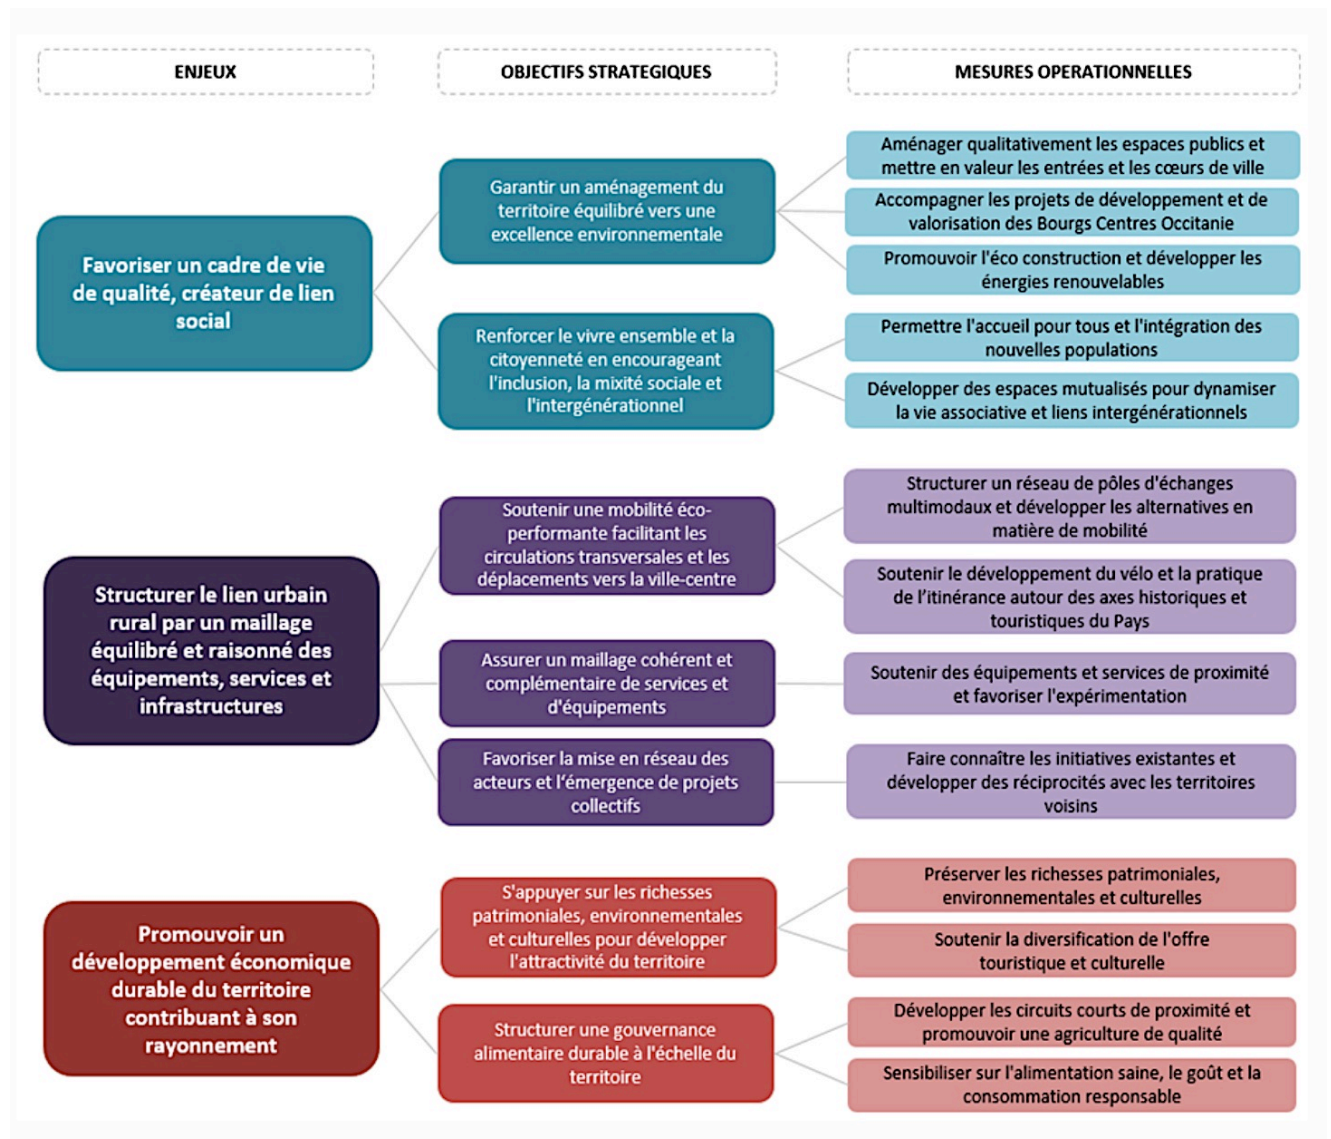 ENJEUX
OBJECTIFS STRATEGIQUES
MESURES OPERATIONNELLES
Favoriser un cadre de vie
de qualité, créateur de lien
social
Garantir un aménagement du
territoire équilibré vers une
excellence environnementale
Aménager qualitativement les espaces publics et
mettre en valeur les entrées et les cœurs de ville
Accompagner les projets de développement et de
valorisation des Bourgs Centres Occitanie
Promouvoir l'éco construction et développer les
énergies renouvelables
Renforcer le vivre ensemble et la
citoyenneté en encourageant
l'inclusion, la mixité sociale et
l'intergénérationnel
Permettre l'accueil pour tous et l'intégration des
nouvelles populations
Développer des espaces mutualisés pour dynamiser
la vie associative et liens intergénérationnels
Structurer le lien urbain
rural par un maillage
équilibré et raisonné des
équipements, services et
infrastructures
Soutenir une mobilité éco-
performante facilitant les
circulations transversales et les
déplacements vers la ville-centre
Structurer un réseau de pôles d'échanges
multimodaux et développer les alternatives en
matière de mobilité
Soutenir le développement du vélo et la pratique
de l’itinérance autour des axes historiques et
touristiques du Pays
Assurer un maillage cohérent et
complémentaire de services et
d'équipements
Soutenir des équipements et services de proximité
et favoriser l'expérimentation
Favoriser la mise en réseau des
acteurs et l’émergence de projets
collectifs
Faire connaître les initiatives existantes et
développer des réciprocités avec les territoires
voisins
Promouvoir un
développement économique
durable du territoire
contribuant à son
rayonnement
S'appuyer sur les richesses
patrimoniales, environnementales
et culturelles pour développer
l'attractivité du territoire
Préserver les richesses patrimoniales,
environnementales et culturelles
Soutenir la diversification de l'offre
touristique et culturelle
Structurer une gouvernance
alimentaire durable à l'échelle du
territoire
Développer les circuits courts de proximité et
promouvoir une agriculture de qualité
Sensibiliser sur l'alimentation saine, le goût et la
consommation responsable